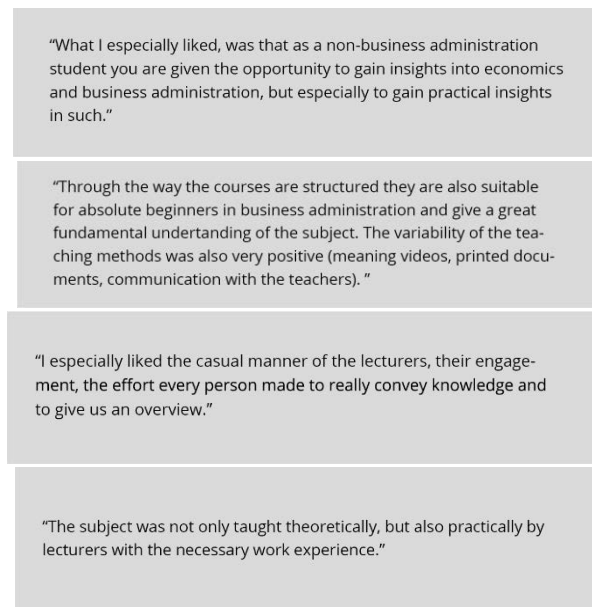 “What I especially liked, was that as a non-business administration
student you are given the opportunity to gain insights into economics
and business administration, but especially to gain practical insights
in such.”
“Through the way the courses are structured they are also suitable
for absolute beginners in business administration and give a great
fundamental undertanding of the subject. The variability of the tea-
ching methods was also very positive (meaning videos, printed docu-
ments, communication with the teachers). ”
“I especially liked the casual manner of the lecturers, their engage-
ment, the effort every person made to really convey knowledge and
to give us an overview.”
“The subject was not only taught theoretically, but also practically by
lecturers with the necessary work experience.”